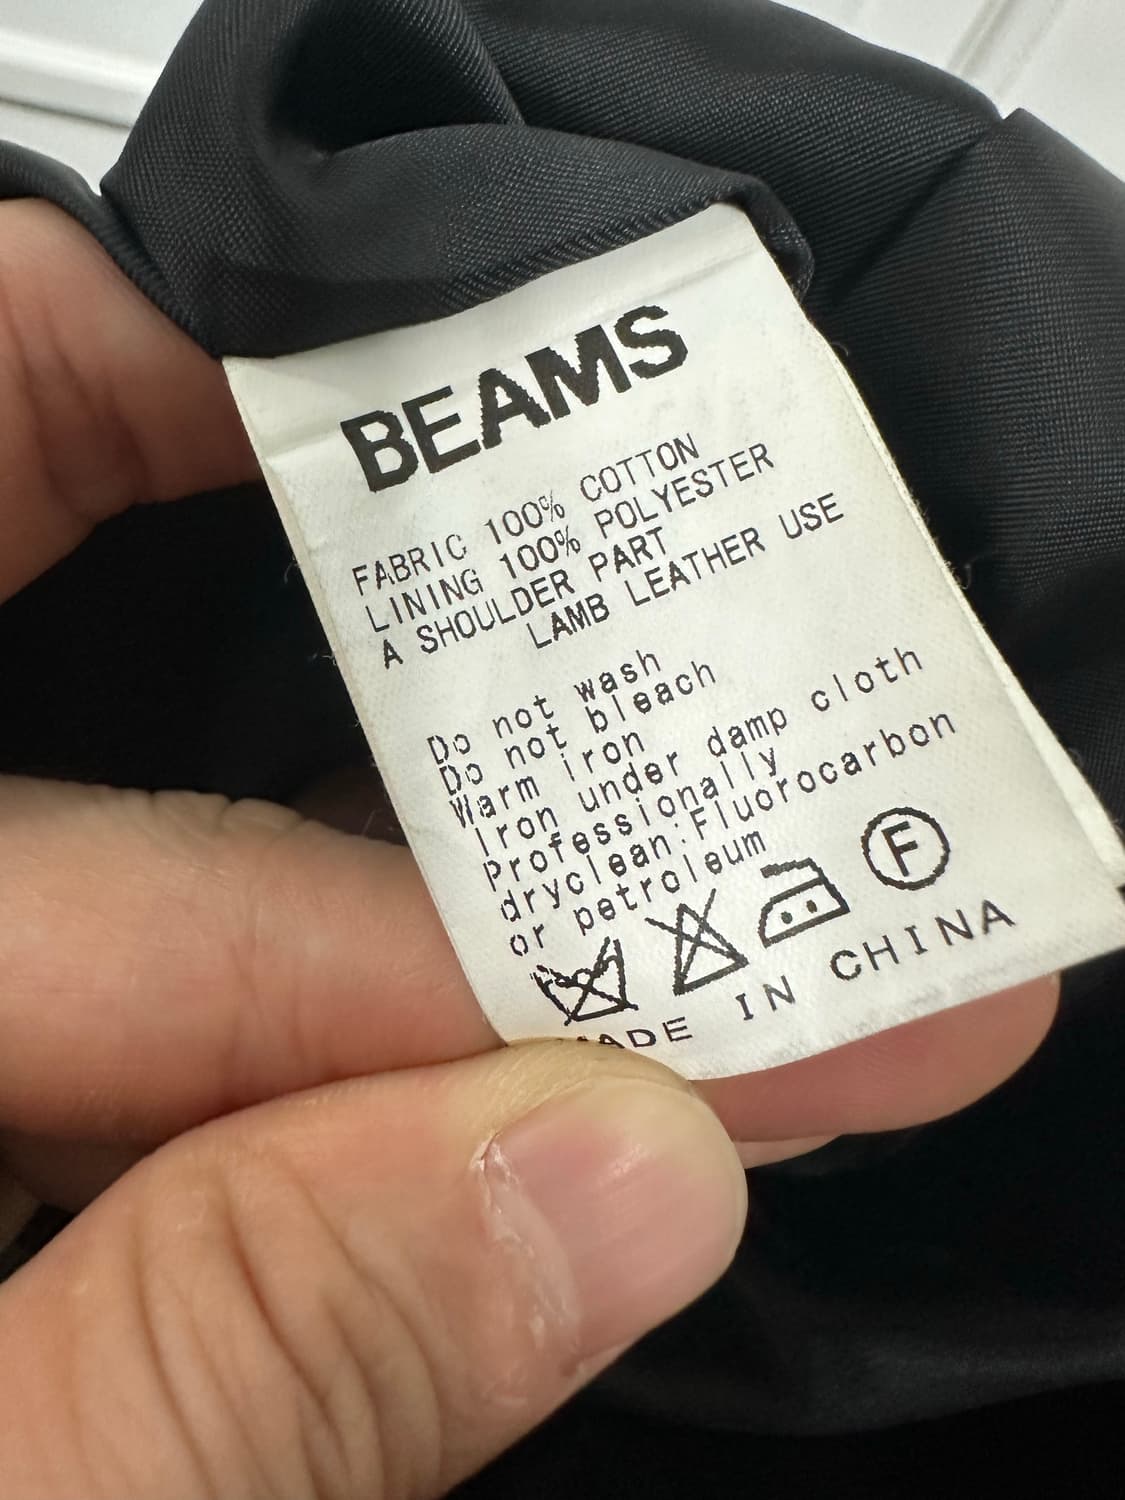 BEAMS
FABRIC 100% COTTON
LINING 100% POLYESTER
A SHOULDER PART
LAMB LEATHER USE
Do not wash
Do not bleach
Warm iron
Iron under damp cloth
Professionally
dryclean:Fluorocarbon
or petroleum
F
MADE IN CHINA